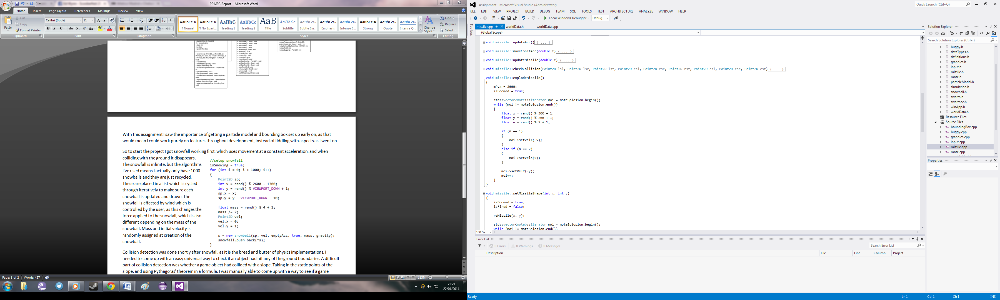 PPAIEG Report - Microsoft Word
Home Insert Page Layout References Mailings Review View
Paste
Cut
Copy
Format Painter
Clipboard
Calibri (Body) 11
Font
Paragraph
AaBbCcDc AaBbCcDc AaBbCc AaBbCc AaB AaBbCc. AaBbCcDc AaBbCcDc AaBbCcDc AaBbCcDc AaBbCcDc AaBbCcDc
¶ Normal ¶ No Spaci... Heading 1 Heading 2 Title Subtitle Subtle Em... Emphasis Intense E... Strong Quote Intense Q...
Change Styles
Styles
Find
Replace
Select
Editing
With this assignment I saw the importance of getting a particle model and bounding box set up early on, as that
would mean I could work purely on features throughout development, instead of fiddling with aspects as I went on.
So to start the project I got snowfall working first, which uses movement at a constant acceleration, and when
colliding with the ground it disappears.
The snowfall is infinite, but the algorithms
I've used means I actually only have 1000
snowballs and they are just recycled.
These are placed in a list which is cycled
through iteratively to make sure each
snowball is updated and drawn. The
snowfall is affected by wind which is
controlled by the user, as this changes the
force applied to the snowfall, which is also
different depending on the mass of the
snowball. Mass and initial velocity is
randomly assigned at creation of the
snowball.
//setup snowfall
isSnowing = true;
for (int i = 0; i < 1000; i++)
{
Point2D sp;
int x = rand() % 2600 - 1300;
int y = rand() % VIEWPORT_DOWN + 1;
sp.x = x;
sp.y = y - VIEWPORT_DOWN - 10;
float mass = rand() % 4 + 1;
mass /= 2;
Point2D vel;
vel.x = 0;
vel.y = 1;
s = new snowball(sp, vel, emptyAcc, true, mass, gravity);
snowfall.push_back(*s);
}
Collision detection was done shortly after snowfall, as it is the bread and butter of physics implementations. I
needed to come up with an easy universal way to check if an object had hit any of the ground boundaries. A difficult
part of collision detection was whether a game object had collided with a slope. Taking in the static points of the
slope, and using Pythagoras' theorem in a formula, I was manually able to come up with a way to see if a game
Page: 1 of 2 Words: 437
113%
21:21
22/04/2014
Assignment - Microsoft Visual Studio (Administrator)
Quick Launch (Ctrl+Q)
FILE EDIT VIEW PROJECT BUILD DEBUG TEAM SQL TOOLS TEST ARCHITECTURE ANALYZE WINDOW HELP
Local Windows Debugger Debug
Toolbox
missile.cpp worldData.h worldData.cpp
(Global Scope)
void missile::updateAcc(){ ... }
void missile::moveConstAcc(double t){ ... }
void missile::updateMissile(double t){ ... }
void missile::checkCollision(Point2D lsl, Point2D lsr, Point2D lst, Point2D rsl, Point2D rsr, Point2D rst, Point2D csl, Point2D csr, Point2D cst){ ... }
void missile::explodeMissile()
{
mP.x = 2000;
isBoomed = true;
std::vector<mote>::iterator moi = moteSplosion.begin();
while (moi != moteSplosion.end())
{
float x = rand() % 300 + 1;
float y = rand() % 200 + 1;
float n = rand() % 2 + 1;
if (n == 1)
{
moi->setVelX(-x);
}
else if (n == 2)
{
moi->setVelX(x);
}
moi->setVelY(-y);
moi++;
}
}
void missile::setMissileShape(int x, int y)
{
isBoomed = true;
isFired = false;
reMissile(x, y);
std::vector<mote>::iterator moi = moteSplosion.begin();
while (moi != moteSplosion.end())
100 %
Error List
0 Errors 0 Warnings 0 Messages
Search Error List
Description File Line Column Project
Solution Explorer
Search Solution Explorer (Ctrl+;)
buggy.h
dataTypes.h
definitions.h
graphics.h
input.h
missile.h
mote.h
particleModel.h
simulation.h
snowball.h
swarm.h
swarmee.h
winApp.h
worldData.h
Resource Files
Source Files
boundingBox.cpp
buggy.cpp
graphics.cpp
input.cpp
missile.cpp
mote.cpp
Properties
Ready
Ln 1 Col 1 Ch 1 INS